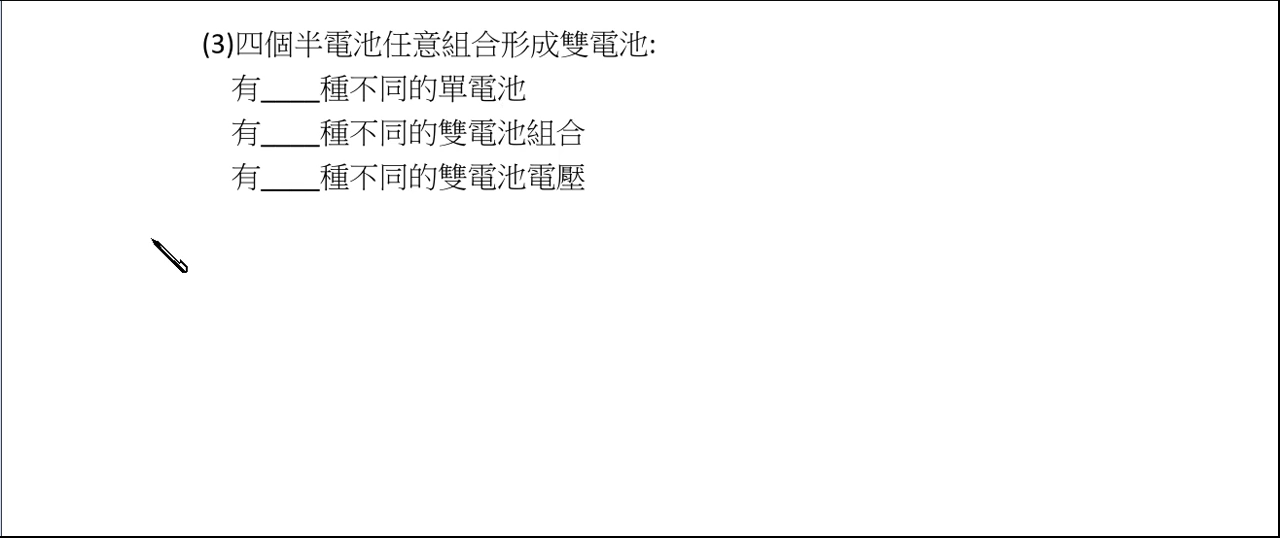 (3)四個半電池任意組合形成雙電池:
有____種不同的單電池
有____種不同的雙電池組合
有____種不同的雙電池電壓